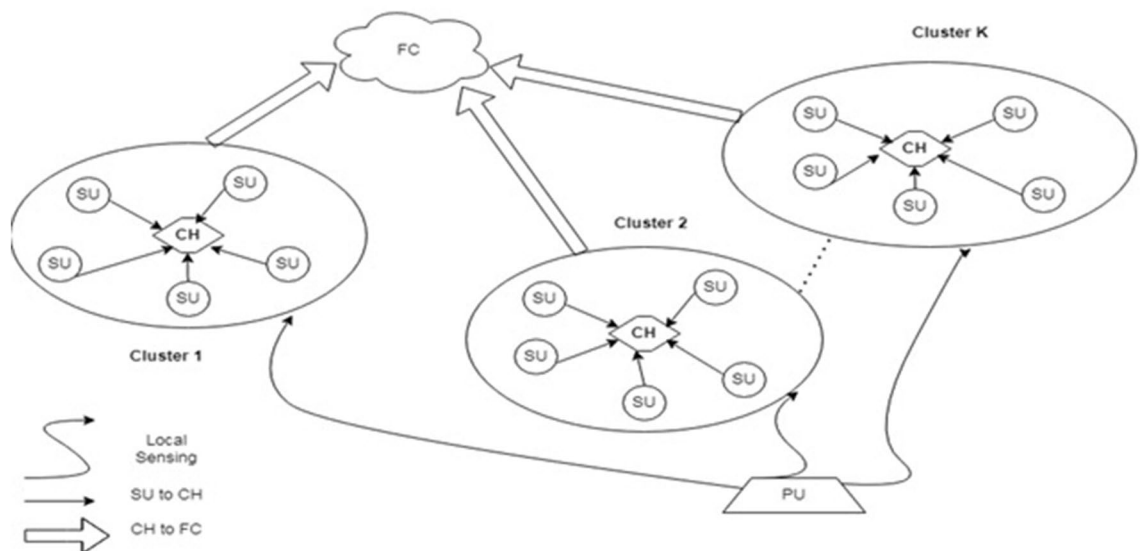 FC
Cluster K
SU
SU
CH
SU
SU
SU
SU
SU
CH
SU
SU
SU
Cluster 1
Cluster 2
SU
SU
CH
SU
SU
SU
Local
Sensing
SU to CH
CH to FC
PU